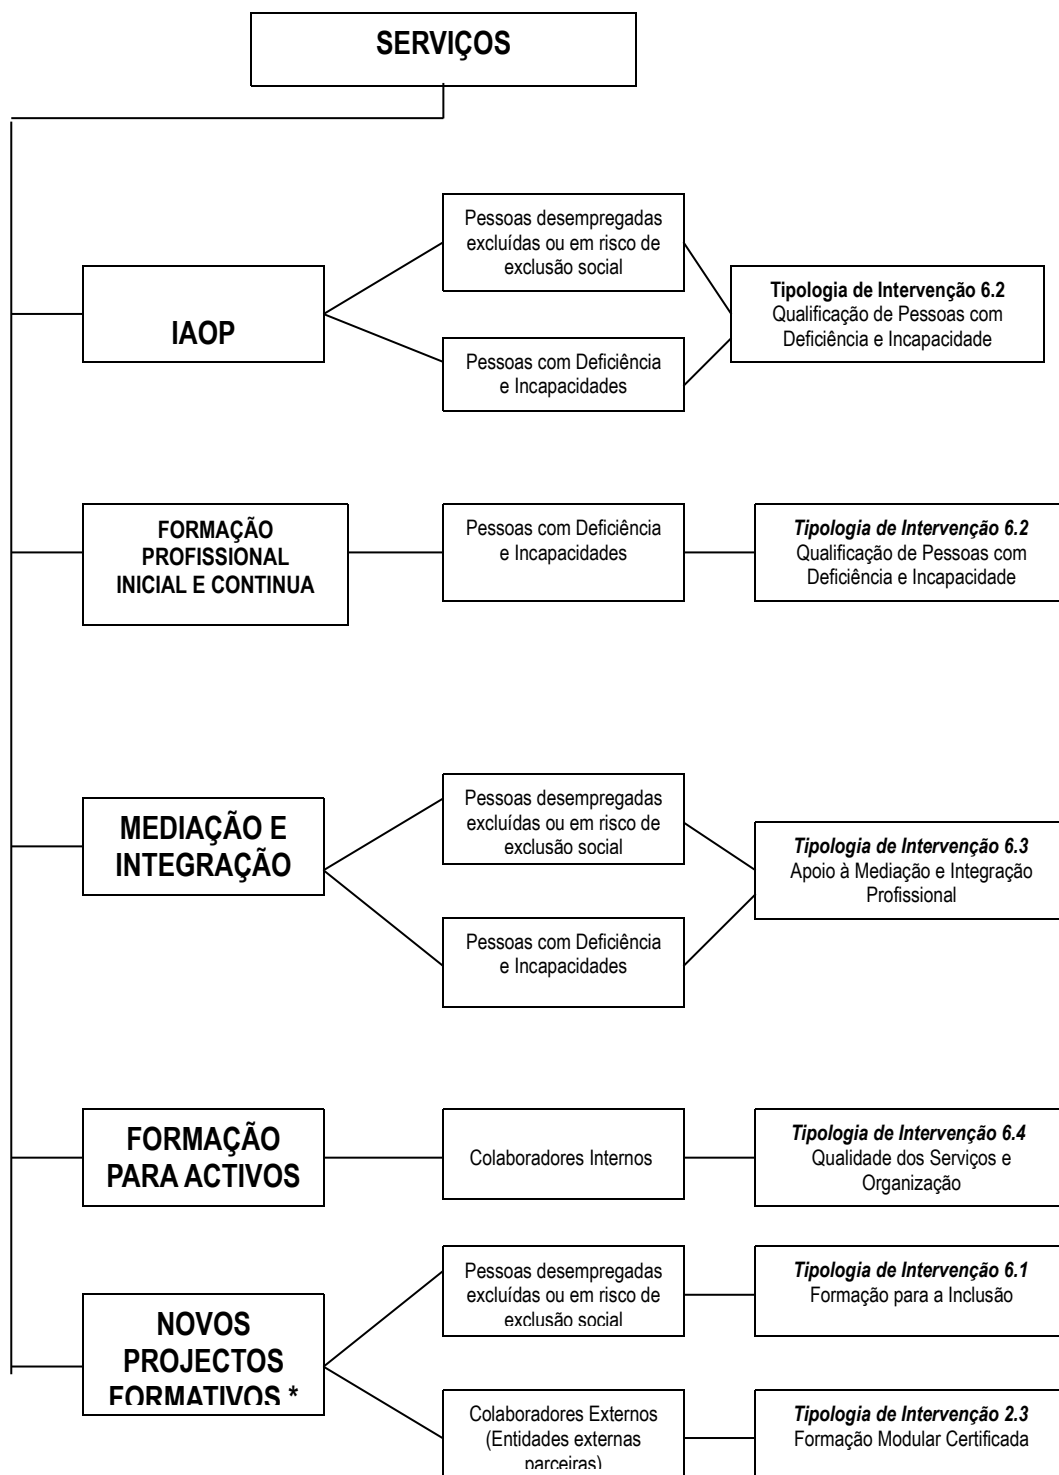 SERVIÇOS
Pessoas desempregadas
excluídas ou em risco de
exclusão social
IAOP
Tipologia de Intervenção 6.2
Qualificação de Pessoas com
Deficiência e Incapacidade
Pessoas com Deficiência
e Incapacidades
FORMAÇÃO
PROFISSIONAL
INICIAL E CONTINUA
Pessoas com Deficiência
e Incapacidades
Tipologia de Intervenção 6.2
Qualificação de Pessoas com
Deficiência e Incapacidade
MEDIAÇÃO E
INTEGRAÇÃO
Pessoas desempregadas
excluídas ou em risco de
exclusão social
Pessoas com Deficiência
e Incapacidades
Tipologia de Intervenção 6.3
Apoio à Mediação e Integração
Profissional
FORMAÇÃO
PARA ACTIVOS
Colaboradores Internos
Tipologia de Intervenção 6.4
Qualidade dos Serviços e
Organização
NOVOS
PROJECTOS
FORMATIVOS *
Pessoas desempregadas
excluídas ou em risco de
exclusão social
Tipologia de Intervenção 6.1
Formação para a Inclusão
Colaboradores Externos
(Entidades externas
parceiras)
Tipologia de Intervenção 2.3
Formação Modular Certificada